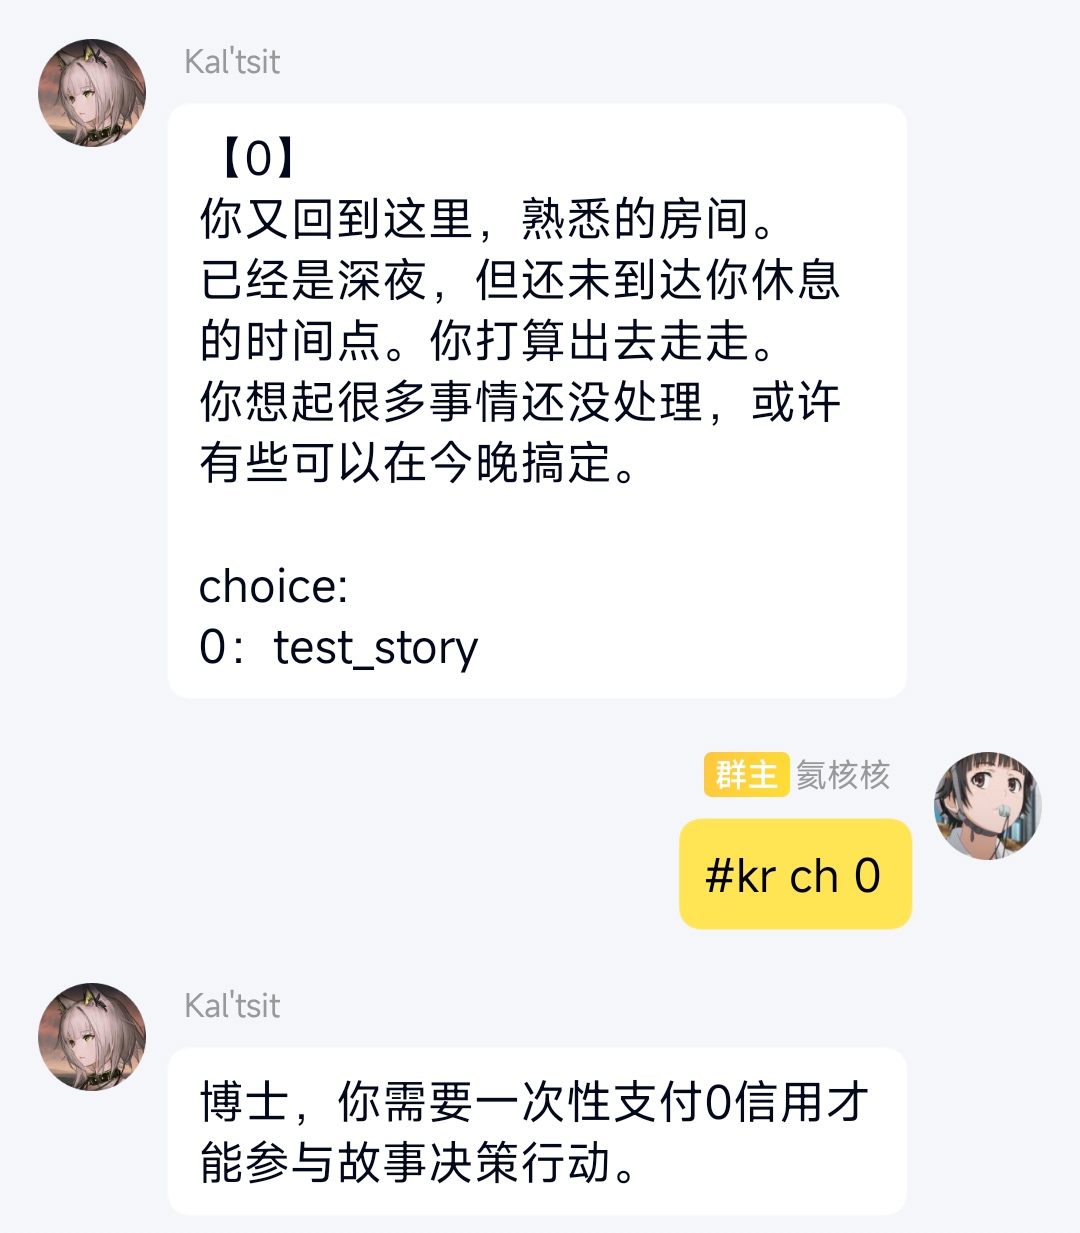 Kal'tsit
【0】
你又回到这里，熟悉的房间。
已经是深夜，但还未到达你休息
的时间点。你打算出去走走。
你想起很多事情还没处理，或许
有些可以在今晚搞定。
choice:
0：test_story
群主 氦核核
#kr ch 0
Kal'tsit
博士，你需要一次性支付0信用才
能参与故事决策行动。